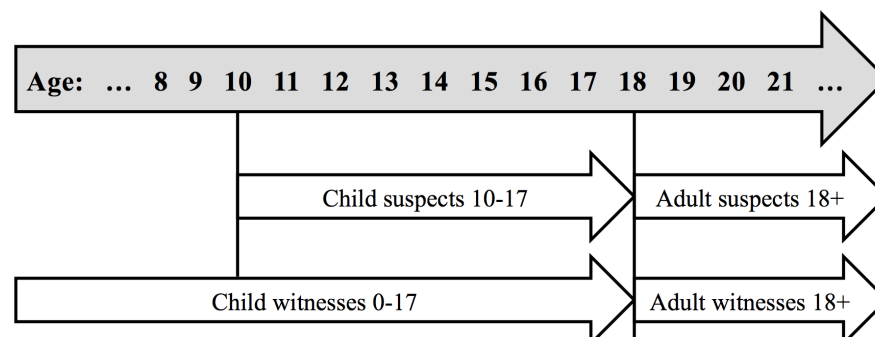 Age: ... 8 9 10 11 12 13 14 15 16 17 18 19 20 21 ...
Child suspects 10-17 Adult suspects 18+
Child witnesses 0-17 Adult witnesses 18+